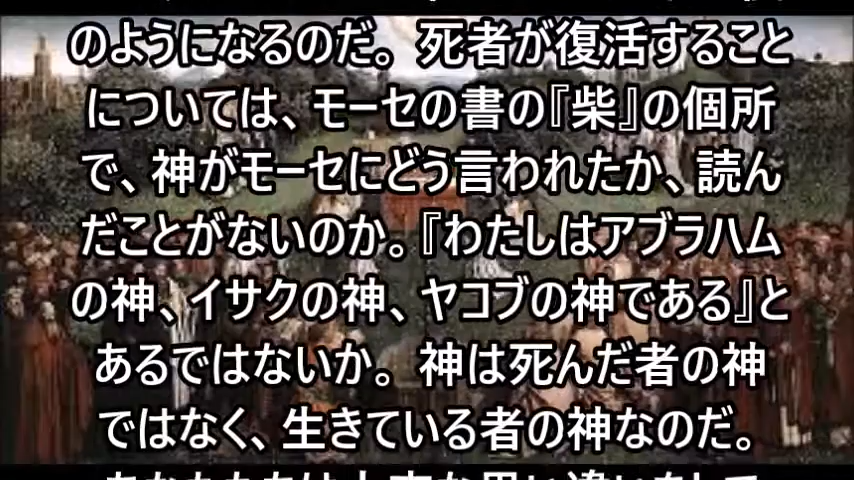 のようになるのだ。死者が復活すること
については、モーセの書の『柴』の個所
で、神がモーセにどう言われたか、読ん
だことがないのか。『わたしはアブラハム
の神、イサクの神、ヤコブの神である』と
あるではないか。神は死んだ者の神
ではなく、生きている者の神なのだ。